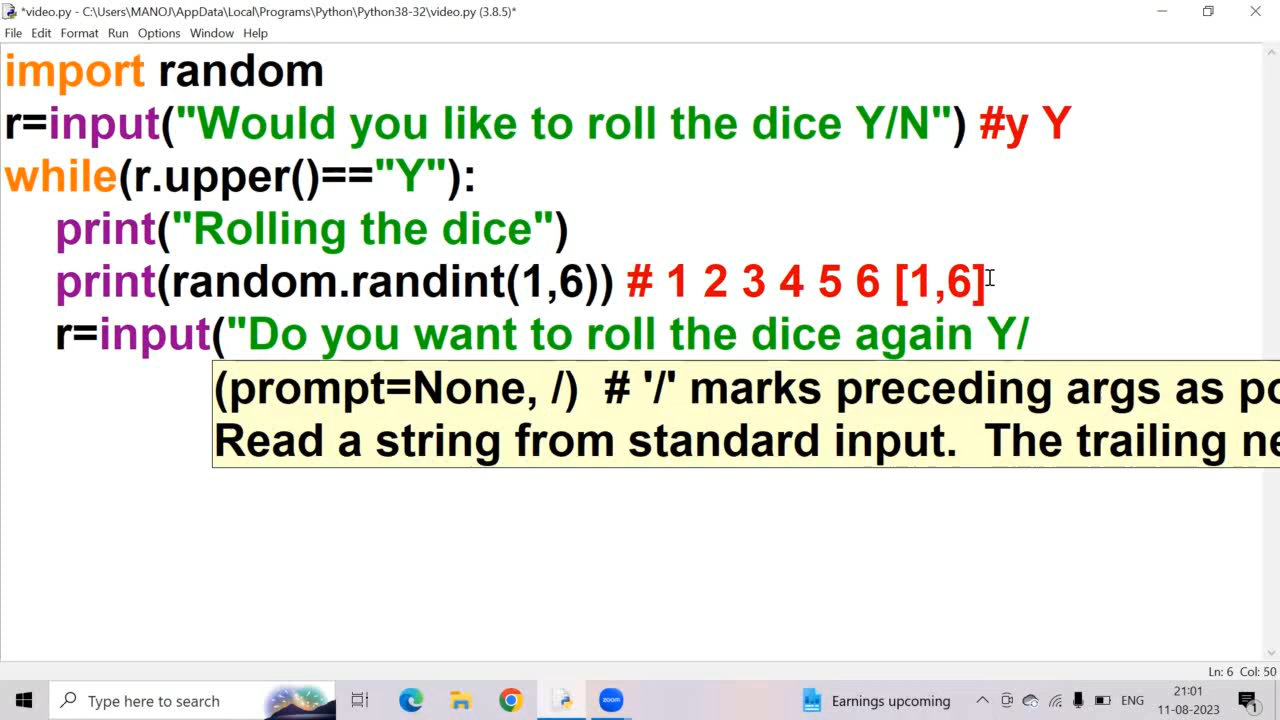 *video.py - C:\Users\MANOJ\AppData\Local\Programs\Python\Python38-32\video.py (3.8.5)*
File Edit Format Run Options Window Help
import random
r=input("Would you like to roll the dice Y/N") #y Y
while(r.upper()=="Y"):
print("Rolling the dice")
print(random.randint(1,6)) # 1 2 3 4 5 6 [1,6]
r=input("Do you want to roll the dice again Y/
(prompt=None, /) # '/' marks preceding args as po
Read a string from standard input. The trailing ne
Ln: 6 Col: 50
Type here to search
zoom
Earnings upcoming
ENG
21:01
11-08-2023
1